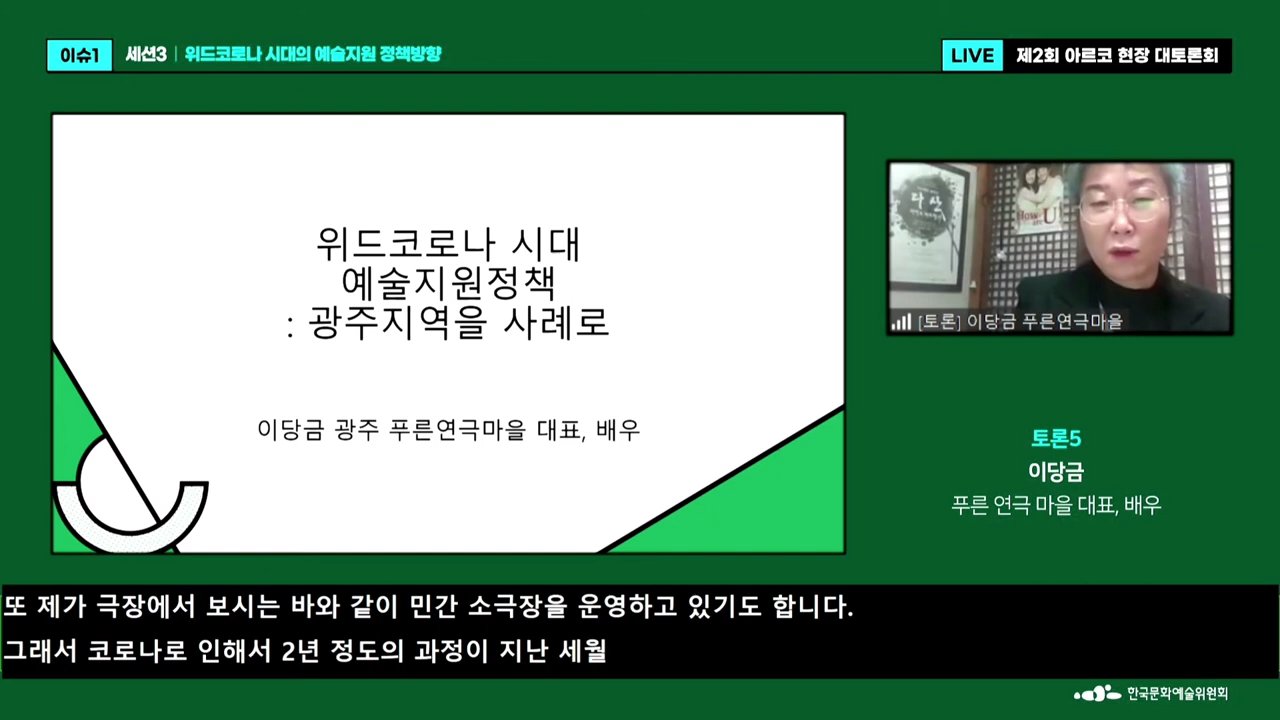 이슈1 세션3 | 위드코로나 시대의 예술지원 정책방향
LIVE 제2회 아르코 현장 대토론회
위드코로나 시대
예술지원정책
: 광주지역을 사례로
이당금 광주 푸른연극마을 대표, 배우
다산
How
are U!
[토론] 이당금 푸른연극마을
토론5
이당금
푸른 연극 마을 대표, 배우
또 제가 극장에서 보시는 바와 같이 민간 소극장을 운영하고 있기도 합니다.
그래서 코로나로 인해서 2년 정도의 과정이 지난 세월
한국문화예술위원회